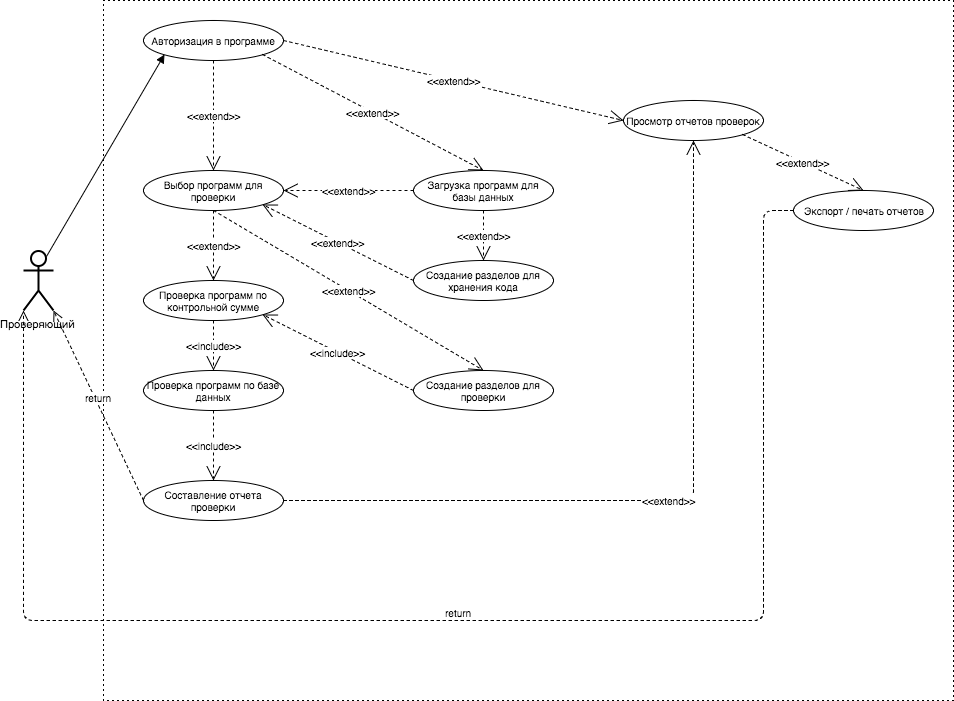 Авторизация в программе
<<extend>>
<<extend>>
<<extend>>
Просмотр отчетов проверок
<<extend>>
Выбор программ для
проверки
<<extend>>
Загрузка программ для
базы данных
Экспорт / печать отчетов
<<extend>>
<<extend>>
<<extend>>
Создание разделов для
хранения кода
<<extend>>
Проверка программ по
контрольной сумме
Проверяющий
<<include>>
<<include>>
Проверка программ по базе
данных
Создание разделов для
проверки
return
<<include>>
Составление отчета
проверки
<<extend>>
return